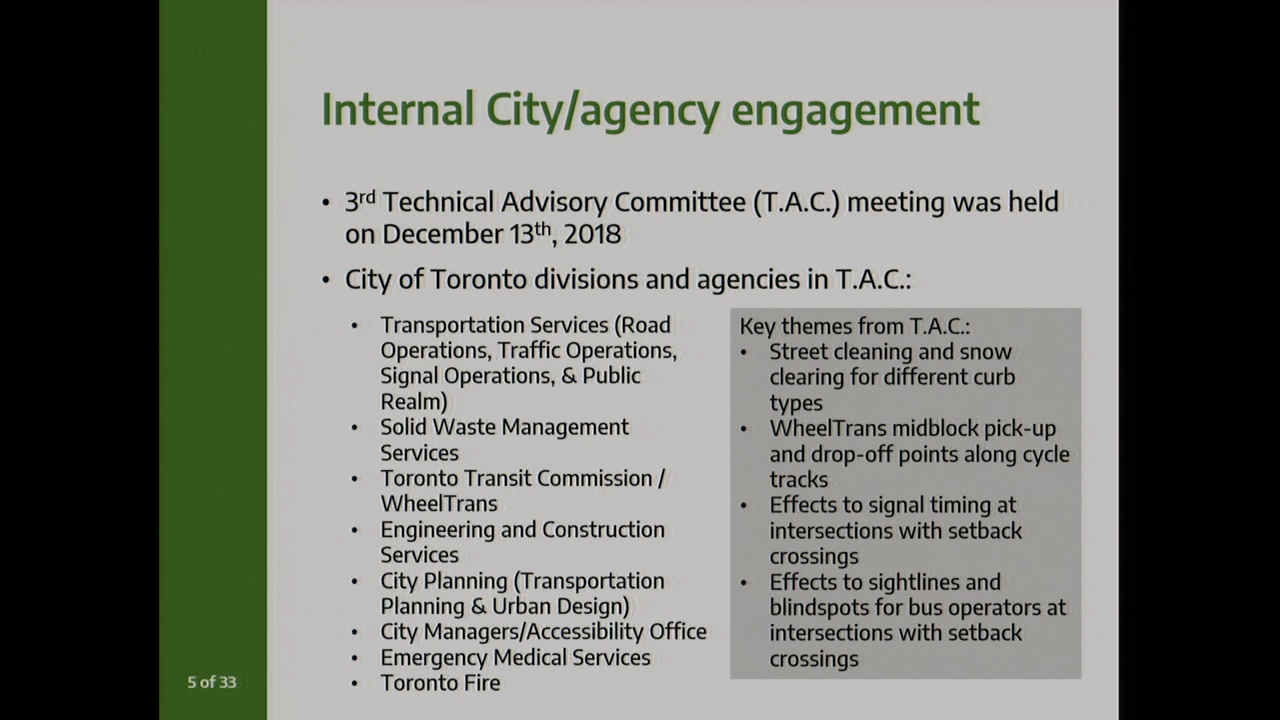 Internal City/agency engagement
• 3rd Technical Advisory Committee (T.A.C.) meeting was held
on December 13th, 2018
• City of Toronto divisions and agencies in T.A.C.:
• Transportation Services (Road
Operations, Traffic Operations,
Signal Operations, & Public
Realm)
• Solid Waste Management
Services
• Toronto Transit Commission /
WheelTrans
• Engineering and Construction
Services
• City Planning (Transportation
Planning & Urban Design)
• City Managers/Accessibility Office
• Emergency Medical Services
• Toronto Fire
Key themes from T.A.C.:
• Street cleaning and snow
clearing for different curb
types
• WheelTrans midblock pick-up
and drop-off points along cycle
tracks
• Effects to signal timing at
intersections with setback
crossings
• Effects to sightlines and
blindspots for bus operators at
intersections with setback
crossings
5 of 33